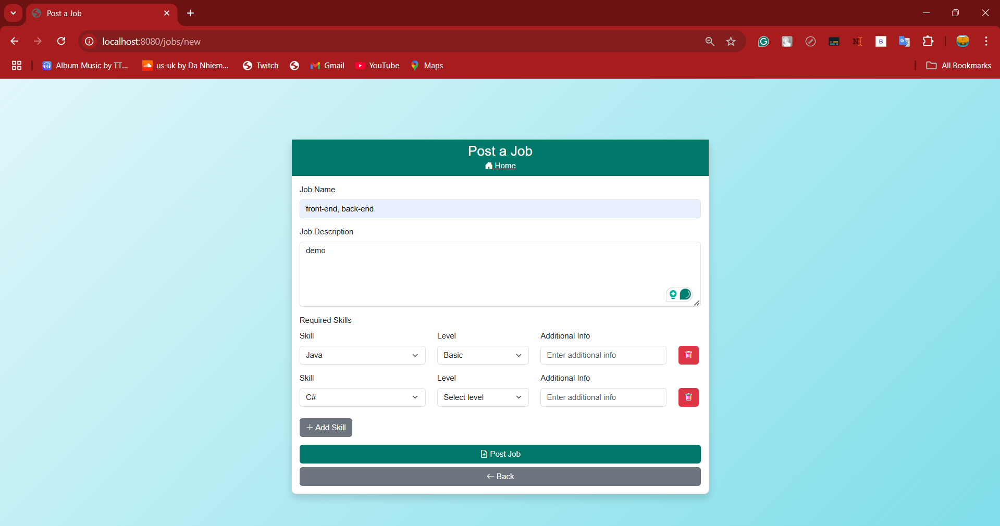 Post a Job
localhost:8080/jobs/new
Album Music by TT... us-uk by Da Nhiem... Twitch Gmail YouTube Maps All Bookmarks
Post a Job
Home
Job Name
front-end, back-end
Job Description
demo
Required Skills
Skill Level Additional Info
Java Basic Enter additional info
Skill Level Additional Info
C# Select level Enter additional info
+ Add Skill
Post Job
← Back